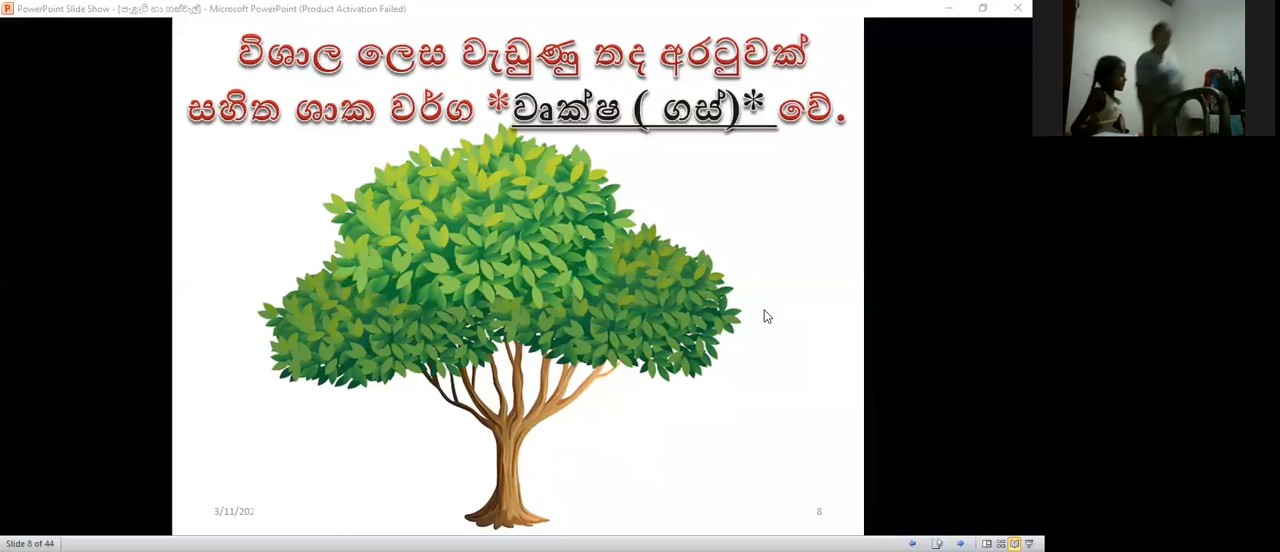 PowerPoint Slide Show - [පැළෑටි හා ගස්වැල්] - Microsoft PowerPoint (Product Activation Failed)
විශාල ලෙස වැඩුණු තද අරටුවක්
සහිත ශාක වර්ග *වෘක්ෂ ( ගස්)* වේ.
3/11/202
8
Slide 8 of 44